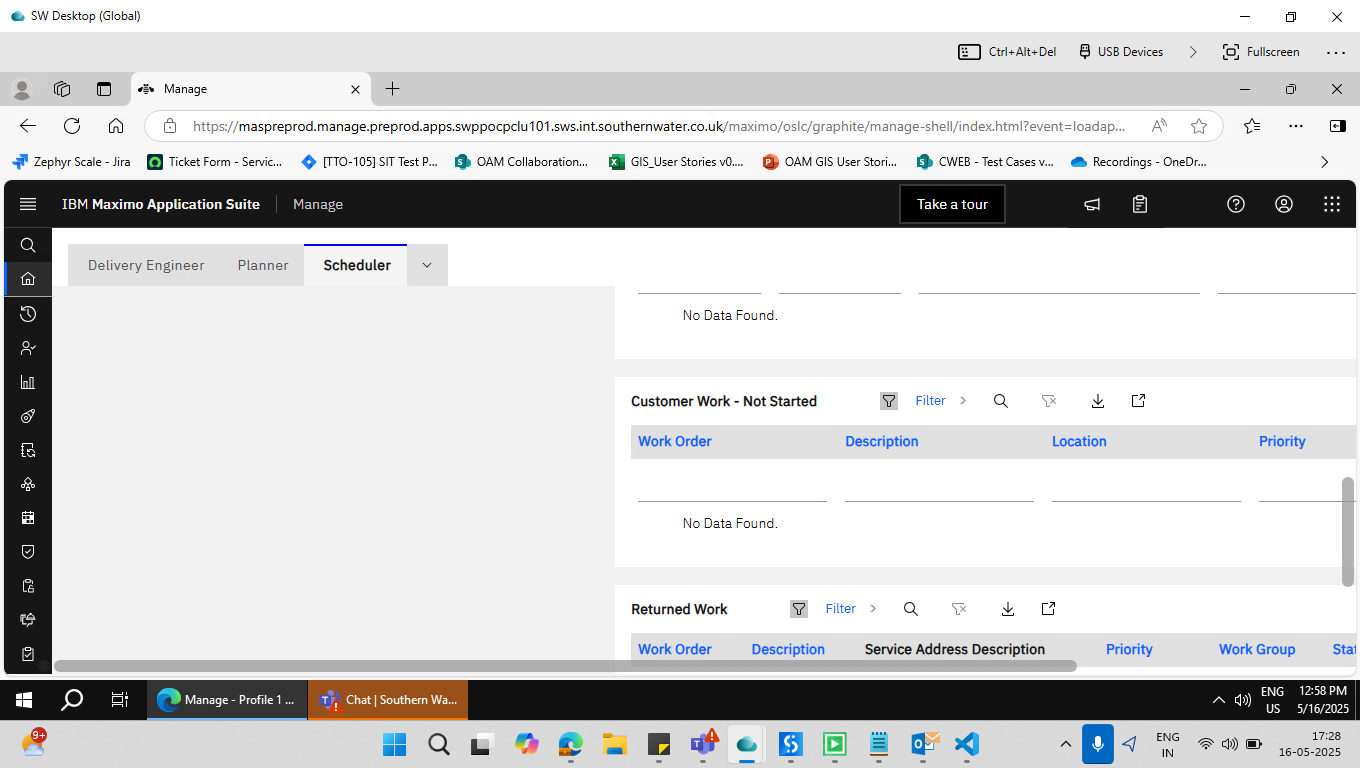 SW Desktop (Global)
Ctrl+Alt+Del
USB Devices
Fullscreen
Manage
https://maspreprod.manage.preprod.apps.swppocpclu101.sws.int.southernwater.co.uk/maximo/oslc/graphite/manage-shell/index.html?event=loadap...
Zephyr Scale - Jira
Ticket Form - Servic...
[TTO-105] SIT Test P...
OAM Collaboration...
GIS_User Stories v0....
OAM GIS User Stori...
CWEB - Test Cases v...
Recordings - OneDr...
IBM Maximo Application Suite
Manage
Take a tour
Delivery Engineer
Planner
Scheduler
No Data Found.
Customer Work - Not Started
Filter
Work Order
Description
Location
Priority
No Data Found.
Returned Work
Filter
Work Order
Description
Service Address Description
Priority
Work Group
Stat
Manage - Profile 1 ...
Chat | Southern Wa...
ENG
US
12:58 PM
5/16/2025
9+
ENG
IN
17:28
16-05-2025